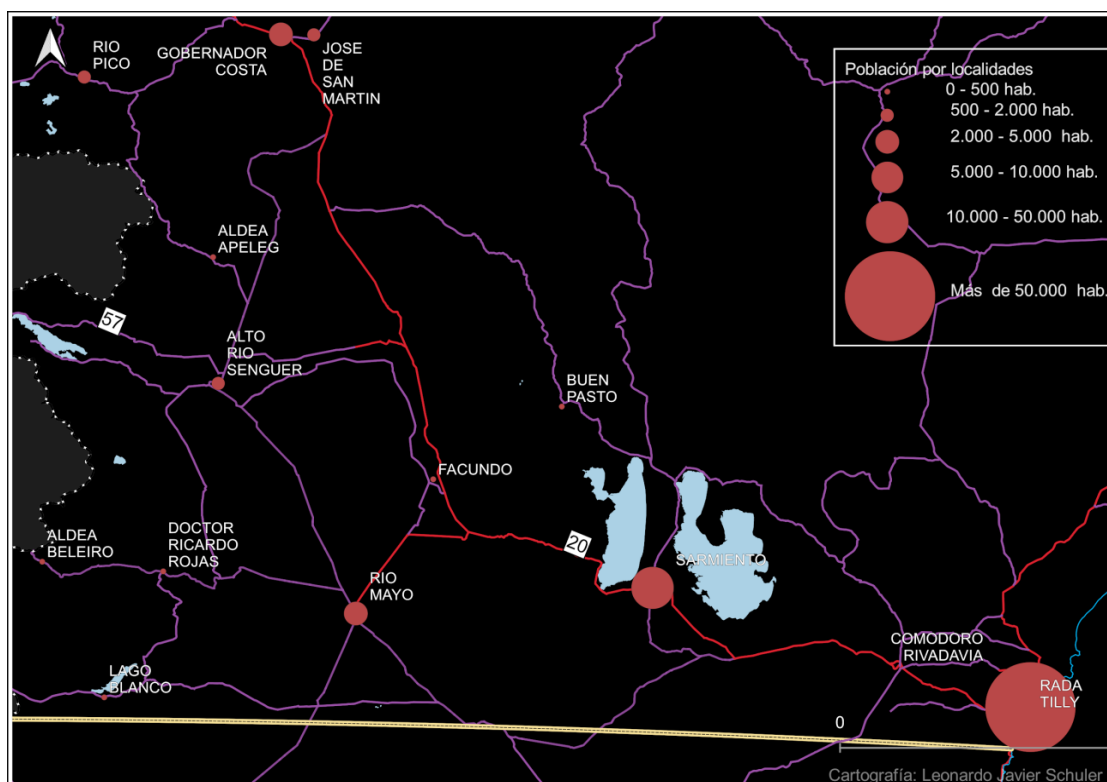 RIO
PICO
GOBERNADOR
COSTA
JOSE
DE
SAN
MARTIN
Población por localidades
0 - 500 hab.
500 - 2.000 hab.
2.000 - 5.000 hab.
5.000 - 10.000 hab.
10.000 - 50.000 hab.
Más de 50.000 hab.
ALDEA
APELEG
57
ALTO
RIO
SENGUER
BUEN
PASTO
FACUNDO
ALDEA
BELEIRO
DOCTOR
RICARDO
ROJAS
20
SARMIENTO
RIO
MAYO
COMODORO
RIVADAVIA
LAGO
BLANCO
RADA
TILLY
0
Cartografía: Leonardo Javier Schuler